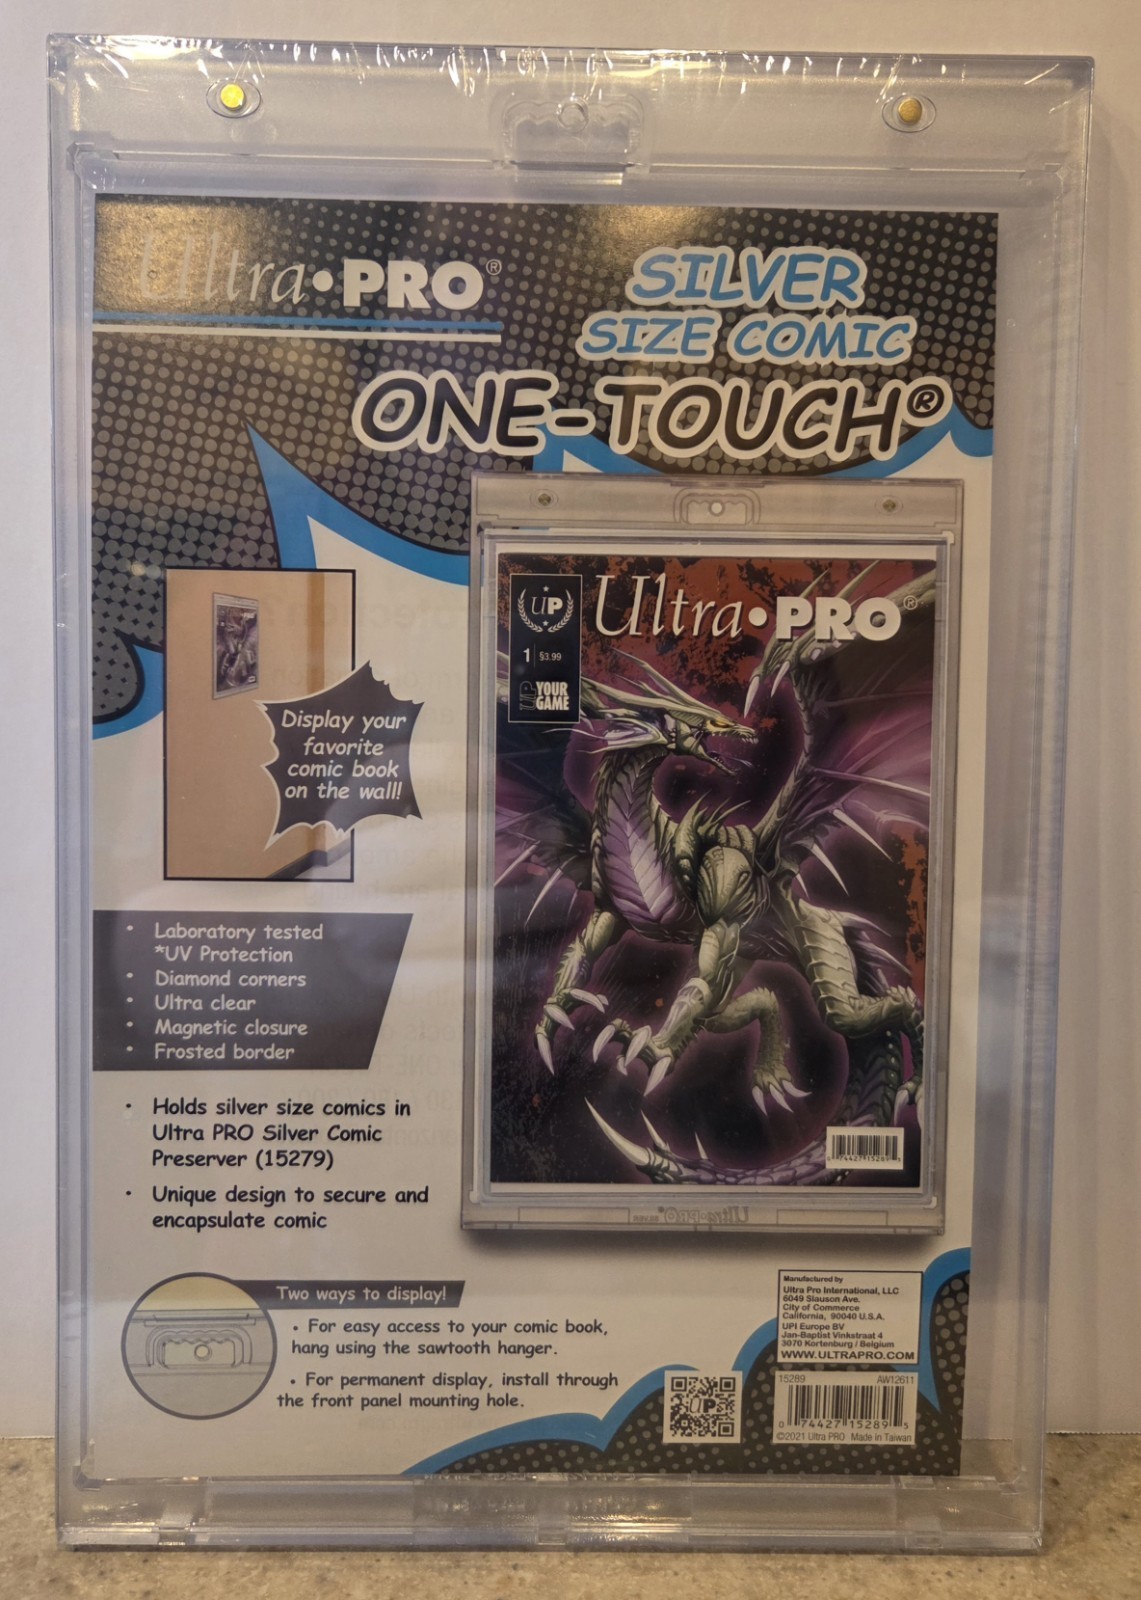 Ultra•PRO®
SILVER
SIZE COMIC
ONE-TOUCH®
UP
1 $3.99
UP YOUR
GAME
Ultra•PRO®
Display your
favorite
comic book
on the wall!
• Laboratory tested
*UV Protection
• Diamond corners
• Ultra clear
• Magnetic closure
• Frosted border
• Holds silver size comics in
Ultra PRO Silver Comic
Preserver (15279)
• Unique design to secure and
encapsulate comic
Ultra•PRO® SILVER
Two ways to display!
• For easy access to your comic book,
hang using the sawtooth hanger.
• For permanent display, install through
the front panel mounting hole.
Manufactured by
Ultra Pro International, LLC
6049 Slauson Ave.
City of Commerce
California, 90040 U.S.A.
UPI Europe BV
Jan-Baptist Vinkstraat 4
3070 Kortenburg / Belgium
WWW.ULTRAPRO.COM
UP
15289 AW12611
0 74427 15289 5
©2021 Ultra PRO Made in Taiwan